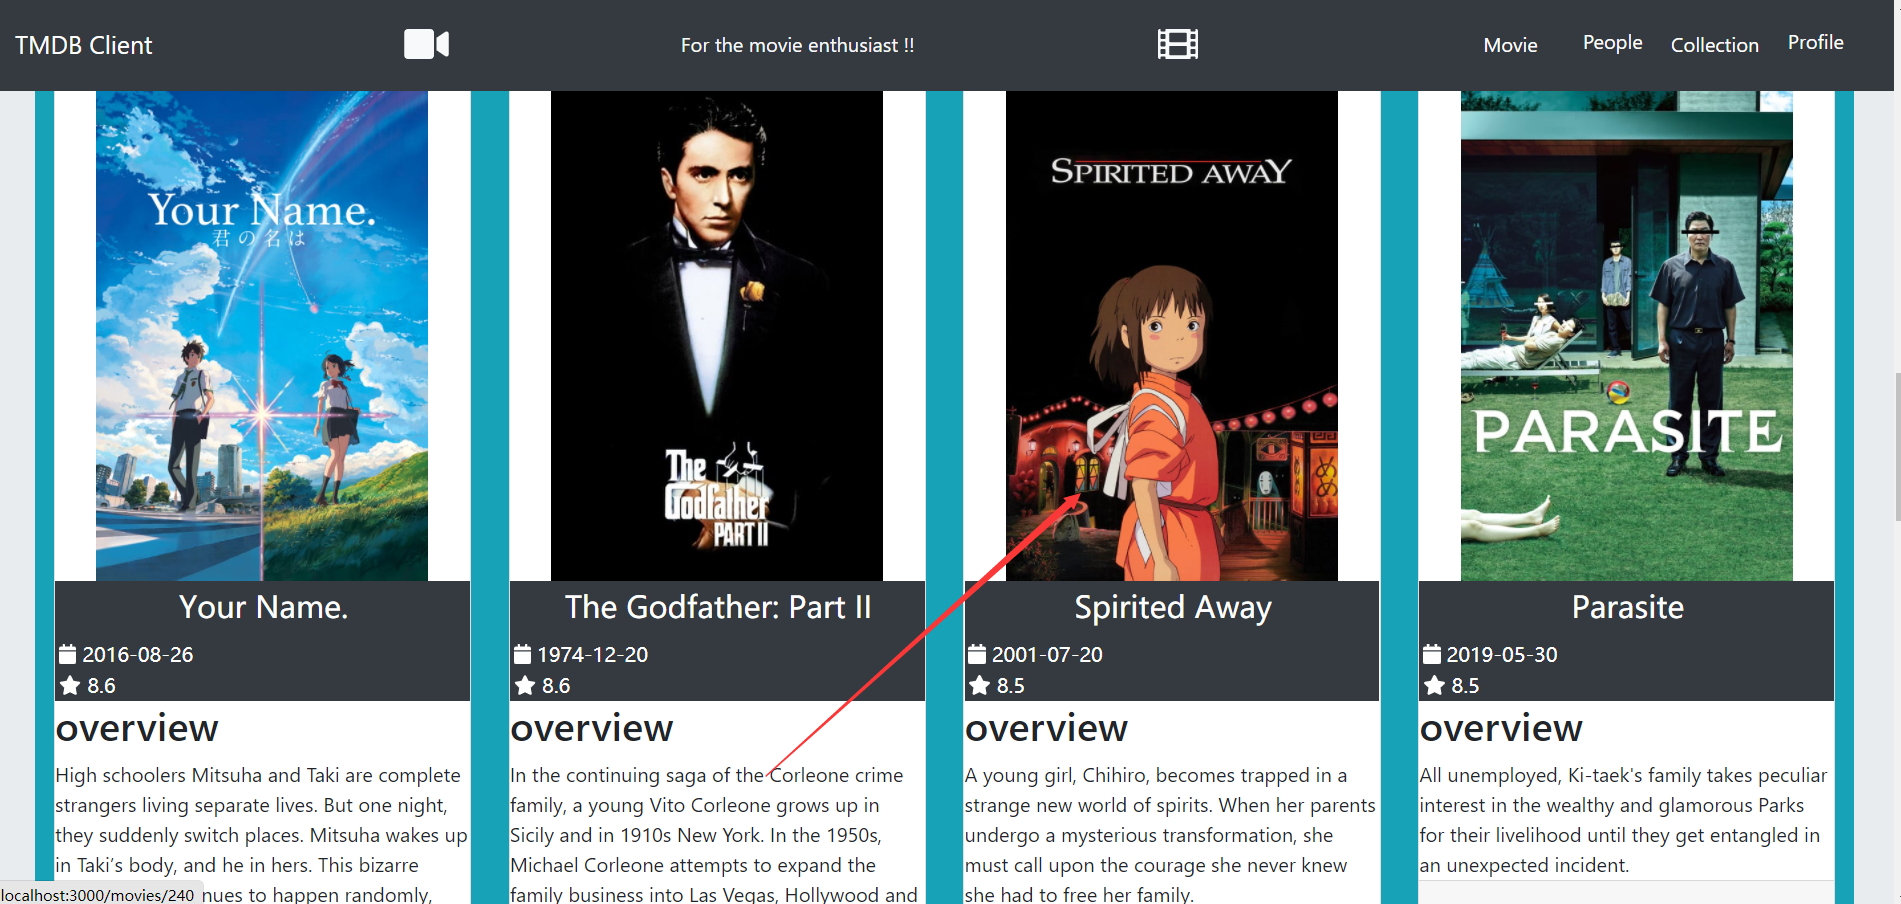 TMDB Client
For the movie enthusiast !!
Movie
People
Collection
Profile
Your Name.
君の名は
The
Godfather
PART II
SPIRITED AWAY
め
PARASITE
Your Name.
2016-08-26
8.6
overview
High schoolers Mitsuha and Taki are complete
strangers living separate lives. But one night,
they suddenly switch places. Mitsuha wakes up
in Taki’s body, and he in hers. This bizarre
nues to happen randomly,
The Godfather: Part II
1974-12-20
8.6
overview
In the continuing saga of the Corleone crime
family, a young Vito Corleone grows up in
Sicily and in 1910s New York. In the 1950s,
Michael Corleone attempts to expand the
family business into Las Vegas, Hollywood and
Spirited Away
2001-07-20
8.5
overview
A young girl, Chihiro, becomes trapped in a
strange new world of spirits. When her parents
undergo a mysterious transformation, she
must call upon the courage she never knew
she had to free her family.
Parasite
2019-05-30
8.5
overview
All unemployed, Ki-taek's family takes peculiar
interest in the wealthy and glamorous Parks
for their livelihood until they get entangled in
an unexpected incident.
localhost:3000/movies/240